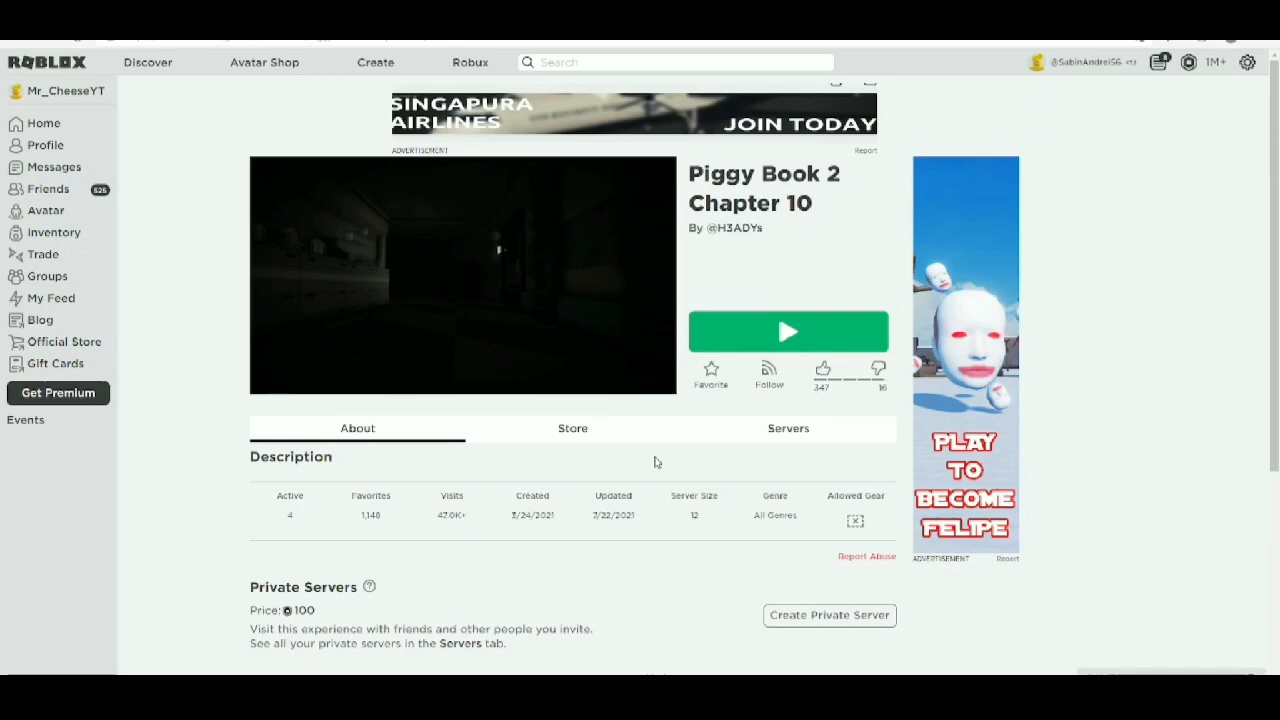 ROBLOX
Discover
Avatar Shop
Create
Robux
Search
@SabinAndrei56
<13
1M+
Mr_CheeseYT
Home
Profile
Messages
Friends
525
Avatar
Inventory
Trade
Groups
My Feed
Blog
Official Store
Gift Cards
Get Premium
Events
SINGAPURA
AIRLINES
JOIN TODAY
ADVERTISEMENT
Report
Piggy Book 2
Chapter 10
By @H3ADYs
Favorite
Follow
347
16
About
Store
Servers
Description
Active
Favorites
Visits
Created
Updated
Server Size
Genre
Allowed Gear
4
1,148
47.0K+
3/24/2021
7/22/2021
12
All Genres
Report Abuse
Private Servers
Price: 100
Visit this experience with friends and other people you invite.
See all your private servers in the Servers tab.
Create Private Server
PLAY
TO
BECOME
FELIPE
ADVERTISEMENT
Report